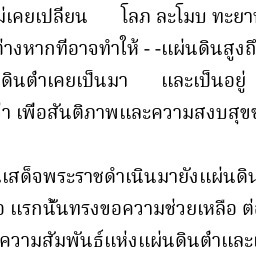 ไม่เคยเปลี่ยน โลภ ละโมบ ทะยา
ต่างหากที่อาจทำให้ - -แผ่นดินสูงถึ
ดินต่ำเคยเป็นมา และเป็นอยู่
เพื่อสันติภาพและความสงบสุข
เสด็จพระราชดำเนินมายังแผ่นดิน
แรกนั้นทรงขอความช่วยเหลือ ต่
ความสัมพันธ์แห่งแผ่นดินต่ำและ